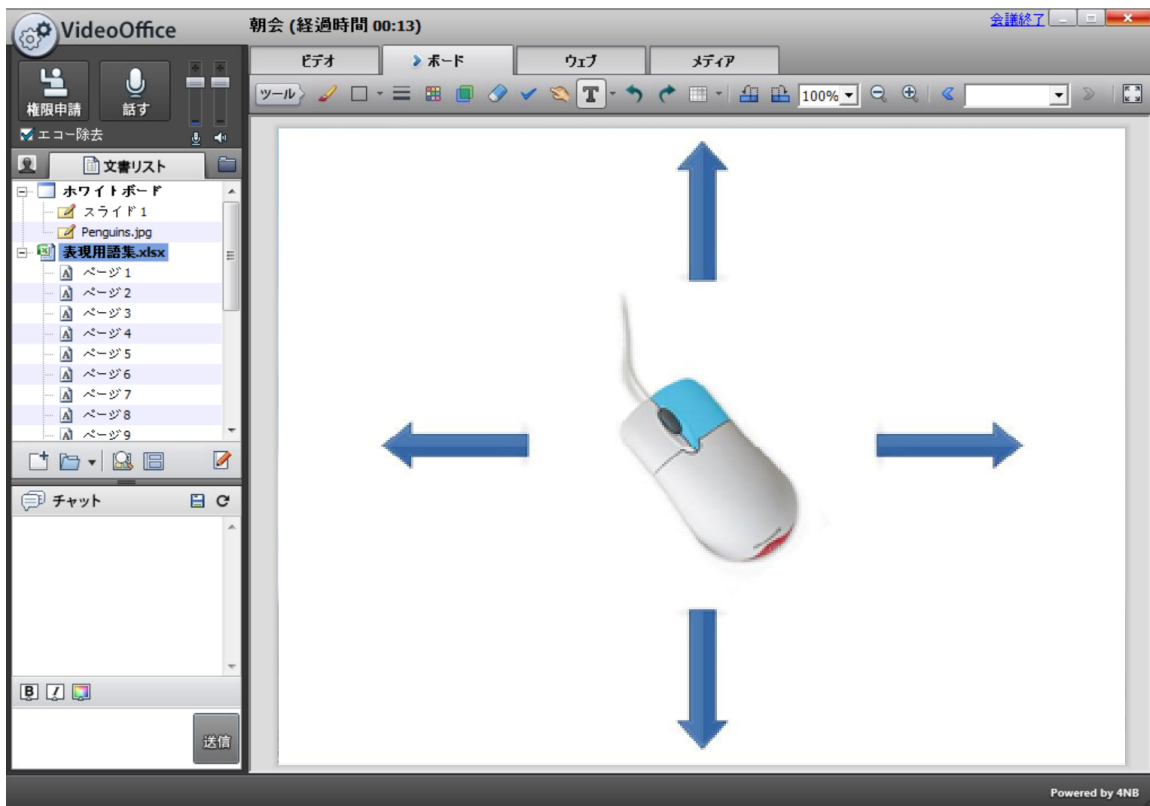 VideoOffice
朝会 (経過時間 00:13)
会議終了
権限申請
話す
エコー除去
ビデオ
ボード
ウェブ
メディア
ツール
T
100%
文書リスト
ホワイトボード
スライド 1
Penguins.jpg
表現用語集.xlsx
ページ 1
ページ 2
ページ 3
ページ 4
ページ 5
ページ 6
ページ 7
ページ 8
ページ 9
チャット
B I
送信
Powered by 4NB